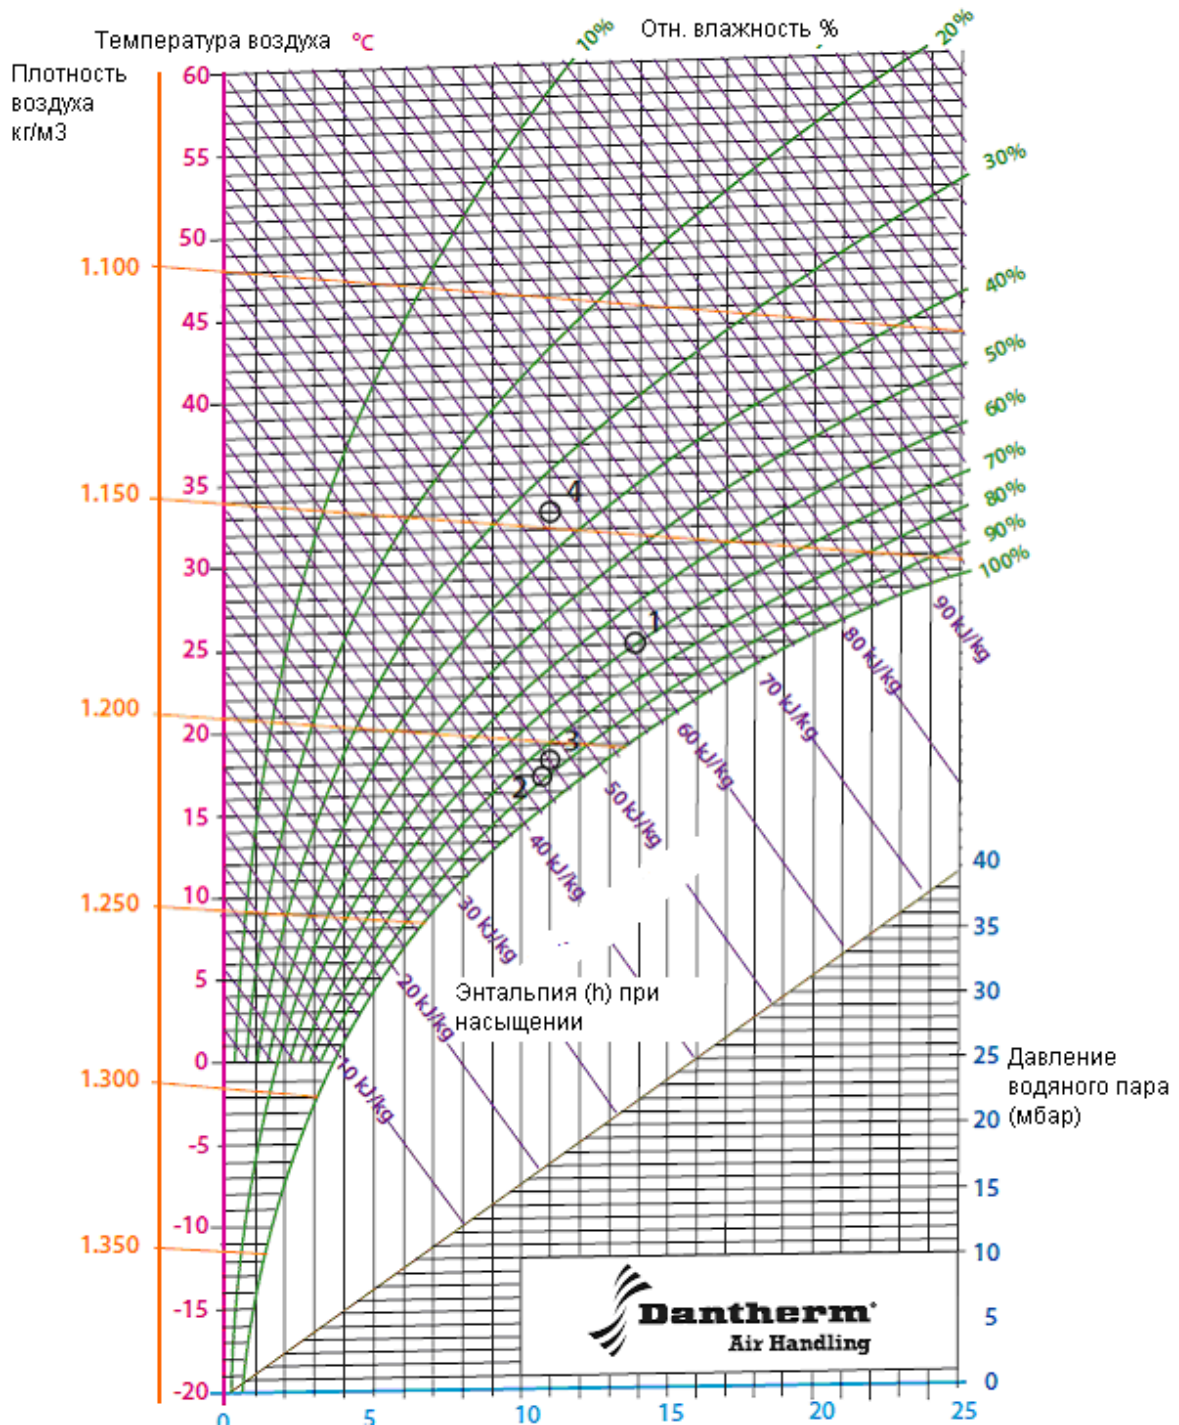 Температура воздуха °C
Отн. влажность %
Плотность
воздуха
кг/м3
10%
20%
30%
40%
50%
60%
70%
80%
90%
100%
60
55
50
45
40
35
30
25
20
15
10
5
0
-5
-10
-15
-20
1.100
1.150
1.200
1.250
1.300
1.350
4
1
3
2
90 kJ/kg
80 kJ/kg
70 kJ/kg
60 kJ/kg
50 kJ/kg
40 kJ/kg
30 kJ/kg
20 kJ/kg
10 kJ/kg
Энтальпия (h) при
насыщении
40
35
30
25
20
15
10
5
0
Давление
водяного пара
(мбар)
Dantherm®
Air Handling
0
5
10
15
20
25